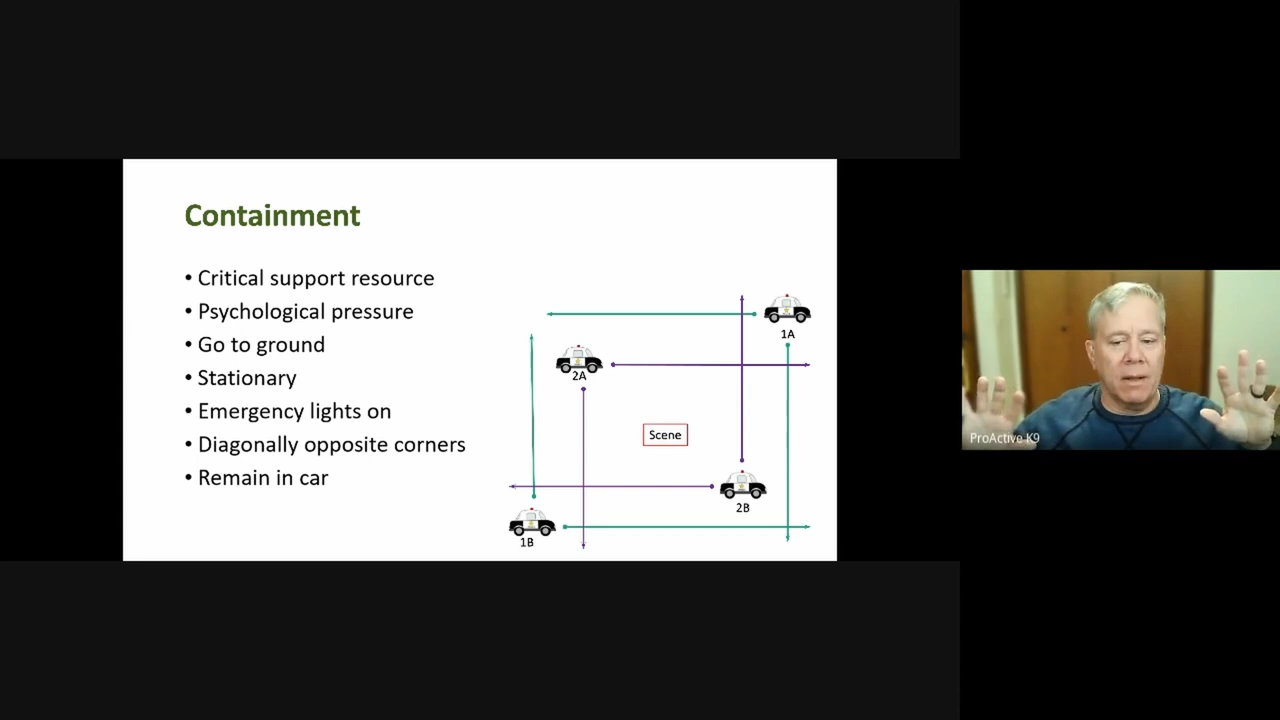 Containment
• Critical support resource
• Psychological pressure
• Go to ground
• Stationary
• Emergency lights on
• Diagonally opposite corners
• Remain in car
1A
2A
Scene
2B
1B
ProActive K9